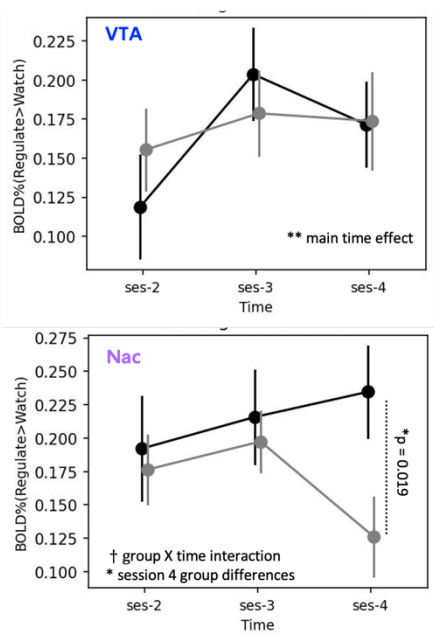 VTA
0.225
0.200
0.175
0.150
0.125
0.100
BOLD%(Regulate>Watch)
** main time effect
ses-2 ses-3 ses-4
Time
Nac
0.275
0.250
0.225
0.200
0.175
0.150
0.125
0.100
BOLD%(Regulate>Watch)
*p = 0.019
† group X time interaction
* session 4 group differences
ses-2 ses-3 ses-4
Time